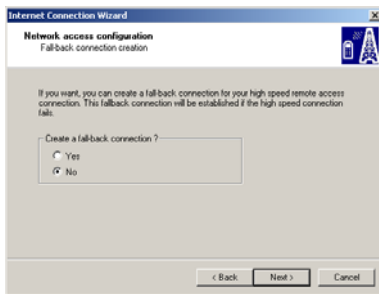 Internet Connection Wizard
Network access configuration
Fall-back connection creation
If you want, you can create a fall-back connection for your high speed remote access
connection. This fallback connection will be established if the high speed connection
fails.
Create a fall-back connection ?
Yes
No
< Back
Next >
Cancel